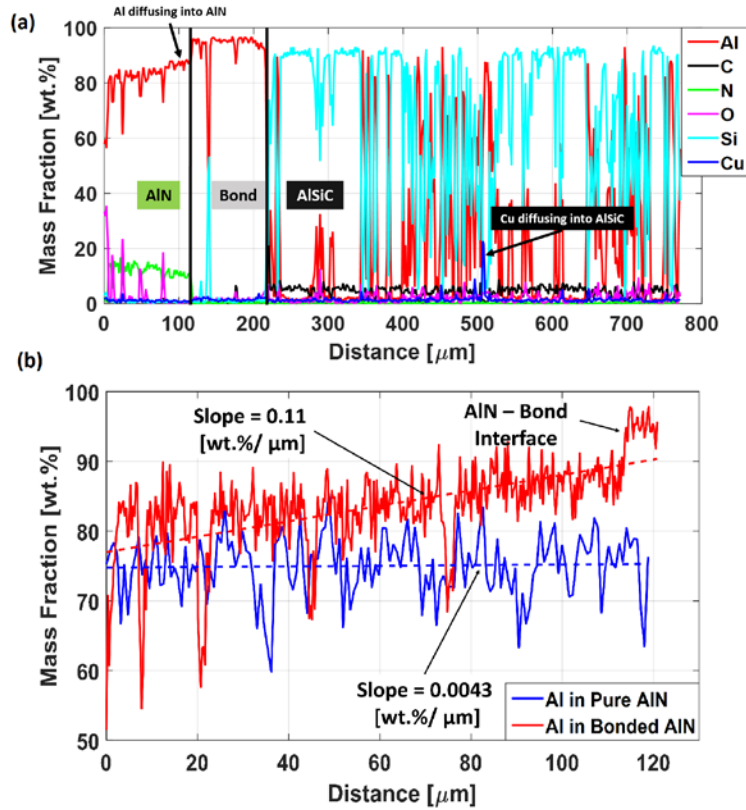 (a)
Al diffusing into AlN
Mass Fraction [wt.%]
100
80
60
40
20
0
AlN
Bond
AlSiC
Cu diffusing into AlSiC
Al
C
N
O
Si
Cu
0 100 200 300 400 500 600 700 800
Distance [μm]
(b)
Mass Fraction [wt.%]
100
90
80
70
60
50
Slope = 0.11
[wt.%/ μm]
AlN – Bond
Interface
Slope = 0.0043
[wt.%/ μm]
Al in Pure AlN
Al in Bonded AlN
0 20 40 60 80 100 120
Distance [μm]